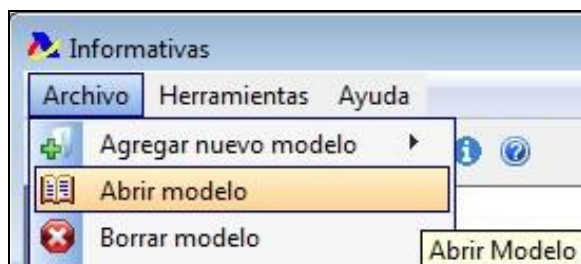 Informativas
Archivo Herramientas Ayuda
Agregar nuevo modelo
Abrir modelo
Borrar modelo
Abrir Modelo